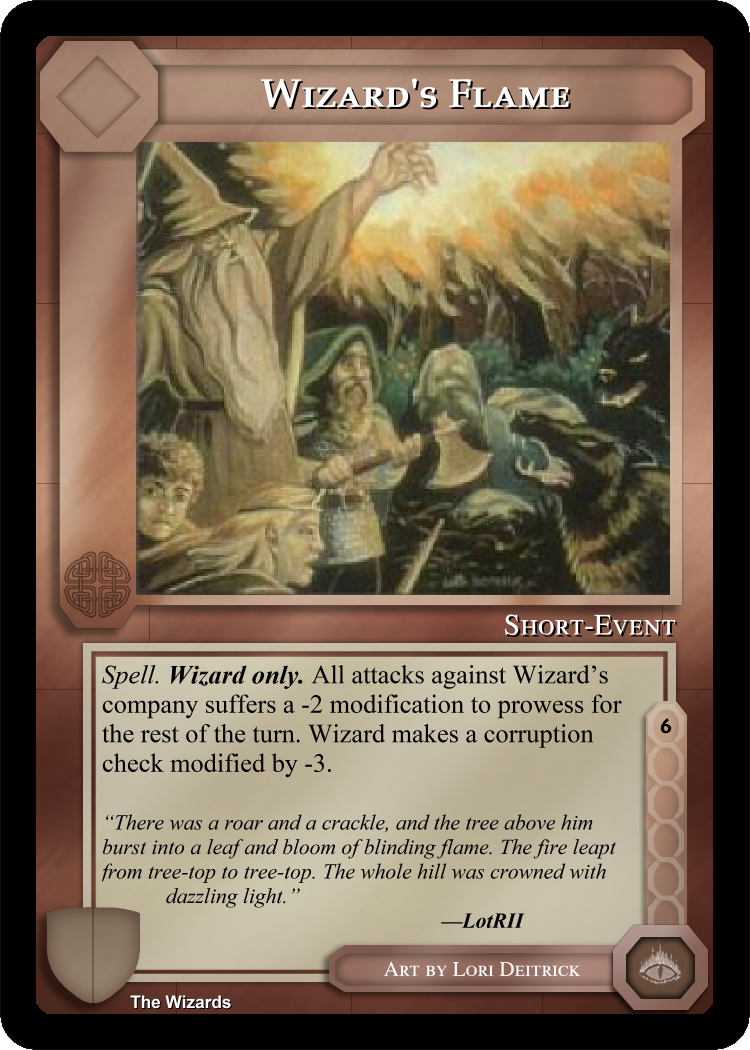 Wizard's Flame
Short-Event
Spell. Wizard only. All attacks against Wizard’s
company suffers a -2 modification to prowess for
the rest of the turn. Wizard makes a corruption
check modified by -3.
6
“There was a roar and a crackle, and the tree above him
burst into a leaf and bloom of blinding flame. The fire leapt
from tree-top to tree-top. The whole hill was crowned with
dazzling light.”
—LotRII
Art by Lori Deitrick
The Wizards